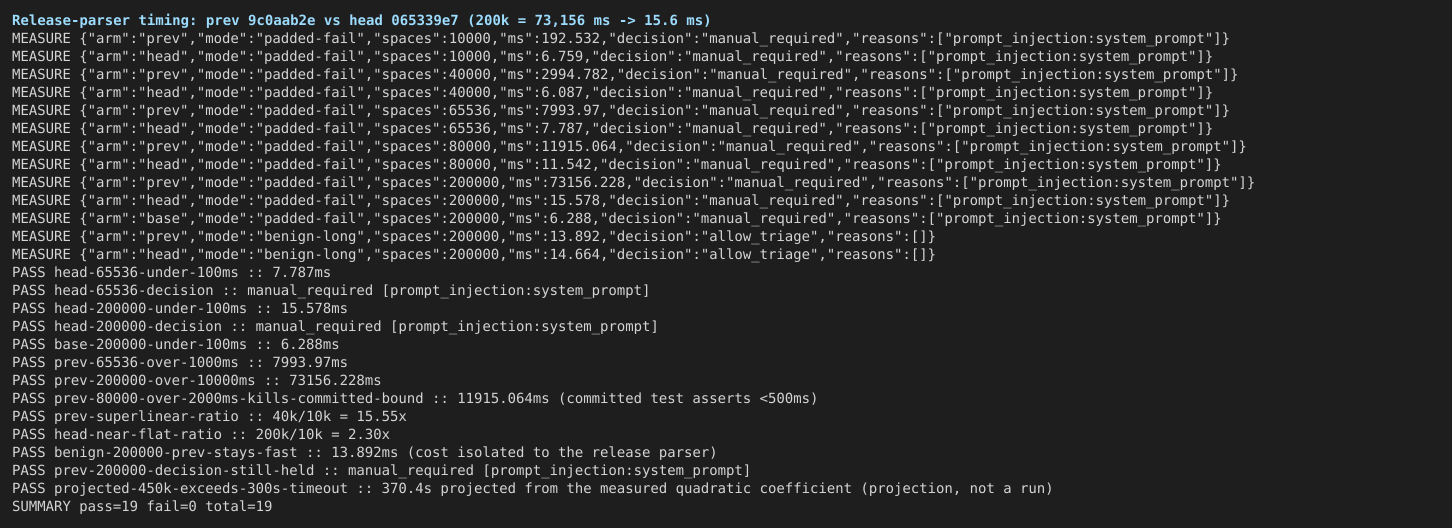 Release-parser timing: prev 9c0aab2e vs head 065339e7 (200k = 73,156 ms -> 15.6 ms)
MEASURE {"arm":"prev","mode":"padded-fail","spaces":10000,"ms":192.532,"decision":"manual_required","reasons":["prompt_injection:system_prompt"]}
MEASURE {"arm":"head","mode":"padded-fail","spaces":10000,"ms":6.759,"decision":"manual_required","reasons":["prompt_injection:system_prompt"]}
MEASURE {"arm":"prev","mode":"padded-fail","spaces":40000,"ms":2994.782,"decision":"manual_required","reasons":["prompt_injection:system_prompt"]}
MEASURE {"arm":"head","mode":"padded-fail","spaces":40000,"ms":6.087,"decision":"manual_required","reasons":["prompt_injection:system_prompt"]}
MEASURE {"arm":"prev","mode":"padded-fail","spaces":65536,"ms":7993.97,"decision":"manual_required","reasons":["prompt_injection:system_prompt"]}
MEASURE {"arm":"head","mode":"padded-fail","spaces":65536,"ms":7.787,"decision":"manual_required","reasons":["prompt_injection:system_prompt"]}
MEASURE {"arm":"prev","mode":"padded-fail","spaces":80000,"ms":11915.064,"decision":"manual_required","reasons":["prompt_injection:system_prompt"]}
MEASURE {"arm":"head","mode":"padded-fail","spaces":80000,"ms":11.542,"decision":"manual_required","reasons":["prompt_injection:system_prompt"]}
MEASURE {"arm":"prev","mode":"padded-fail","spaces":200000,"ms":73156.228,"decision":"manual_required","reasons":["prompt_injection:system_prompt"]}
MEASURE {"arm":"head","mode":"padded-fail","spaces":200000,"ms":15.578,"decision":"manual_required","reasons":["prompt_injection:system_prompt"]}
MEASURE {"arm":"base","mode":"padded-fail","spaces":200000,"ms":6.288,"decision":"manual_required","reasons":["prompt_injection:system_prompt"]}
MEASURE {"arm":"prev","mode":"benign-long","spaces":200000,"ms":13.892,"decision":"allow_triage","reasons":[]}
MEASURE {"arm":"head","mode":"benign-long","spaces":200000,"ms":14.664,"decision":"allow_triage","reasons":[]}
PASS head-65536-under-100ms :: 7.787ms
PASS head-65536-decision :: manual_required [prompt_injection:system_prompt]
PASS head-200000-under-100ms :: 15.578ms
PASS head-200000-decision :: manual_required [prompt_injection:system_prompt]
PASS base-200000-under-100ms :: 6.288ms
PASS prev-65536-over-1000ms :: 7993.97ms
PASS prev-200000-over-10000ms :: 73156.228ms
PASS prev-80000-over-2000ms-kills-committed-bound :: 11915.064ms (committed test asserts <500ms)
PASS prev-superlinear-ratio :: 40k/10k = 15.55x
PASS head-near-flat-ratio :: 200k/10k = 2.30x
PASS benign-200000-prev-stays-fast :: 13.892ms (cost isolated to the release parser)
PASS prev-200000-decision-still-held :: manual_required [prompt_injection:system_prompt]
PASS projected-450k-exceeds-300s-timeout :: 370.4s projected from the measured quadratic coefficient (projection, not a run)
SUMMARY pass=19 fail=0 total=19